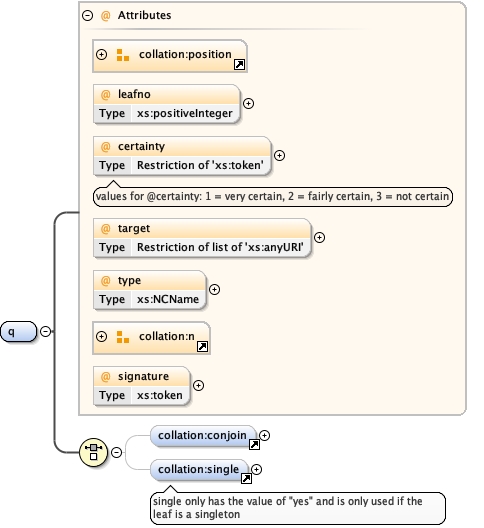 @ Attributes
collation:position
@ leafno
Type xs:positiveInteger
@ certainty
Type Restriction of 'xs:token'
values for @certainty: 1 = very certain, 2 = fairly certain, 3 = not certain
@ target
Type Restriction of list of 'xs:anyURI'
@ type
Type xs:NCName
q
collation:n
@ signature
Type xs:token
collation:conjoin
collation:single
single only has the value of "yes" and is only used if the
leaf is a singleton